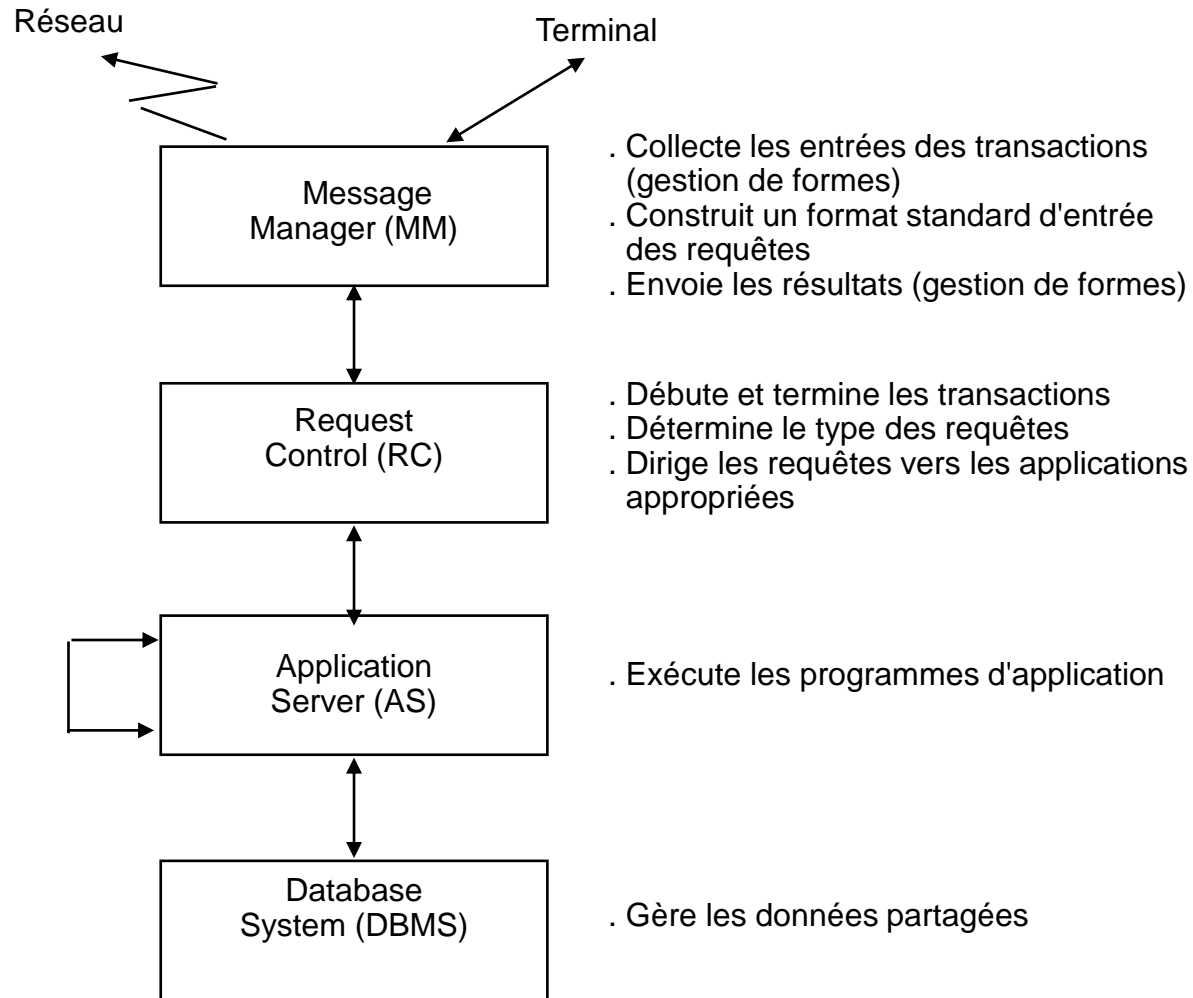 Réseau
Terminal
Message
Manager (MM)
. Collecte les entrées des transactions
(gestion de formes)
. Construit un format standard d'entrée
des requêtes
. Envoie les résultats (gestion de formes)
Request
Control (RC)
. Débute et termine les transactions
. Détermine le type des requêtes
. Dirige les requêtes vers les applications
appropriées
Application
Server (AS)
. Exécute les programmes d'application
Database
System (DBMS)
. Gère les données partagées